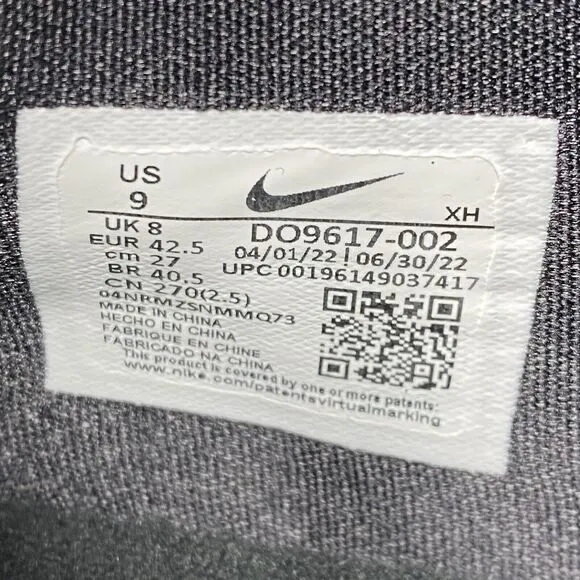 US
9
XH
UK 8
EUR 42.5
cm 27
BR 40.5
CN 270(2.5)
DO9617-002
04/01/22 | 06/30/22
UPC 00196149037417
04NRMZSNMMQ73
MADE IN CHINA
HECHO EN CHINA
FABRIQUE EN CHINE
FABRICADO NA CHINA
This product is covered by one or more patents:
www.nike.com/patentsvirtualmarking